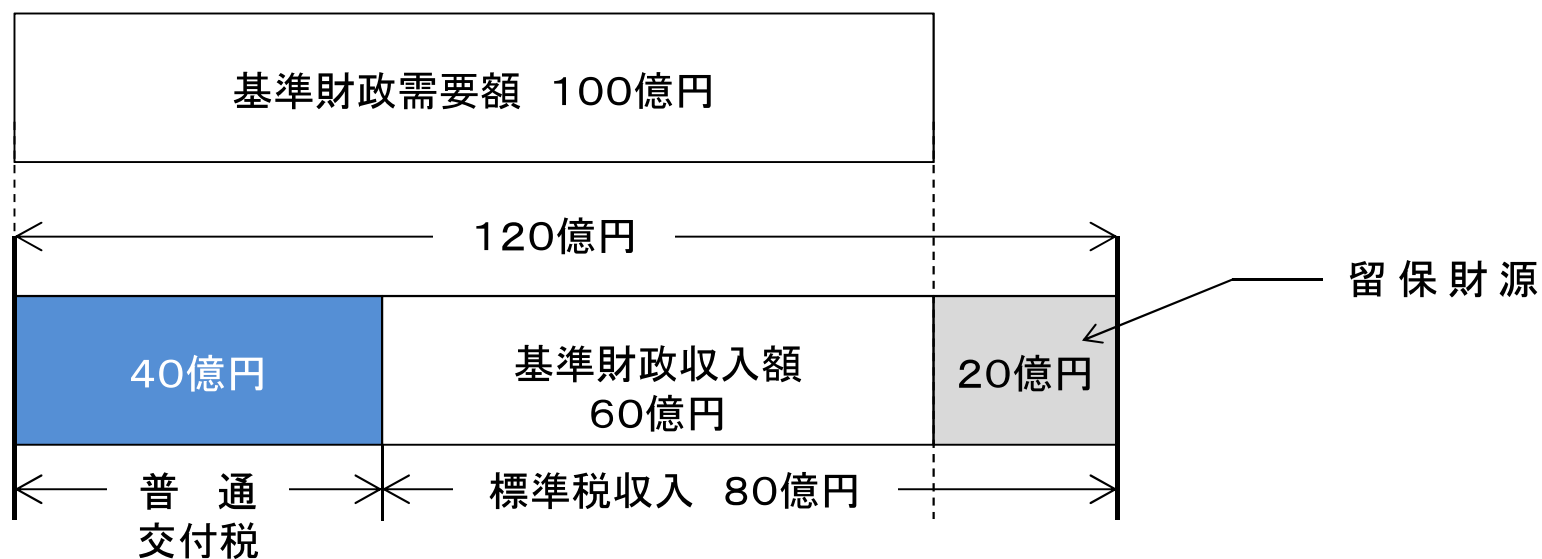 基準財政需要額　100億円
120億円
留保財源
40億円
基準財政収入額
60億円
20億円
普　通
交付税
標準税収入　80億円